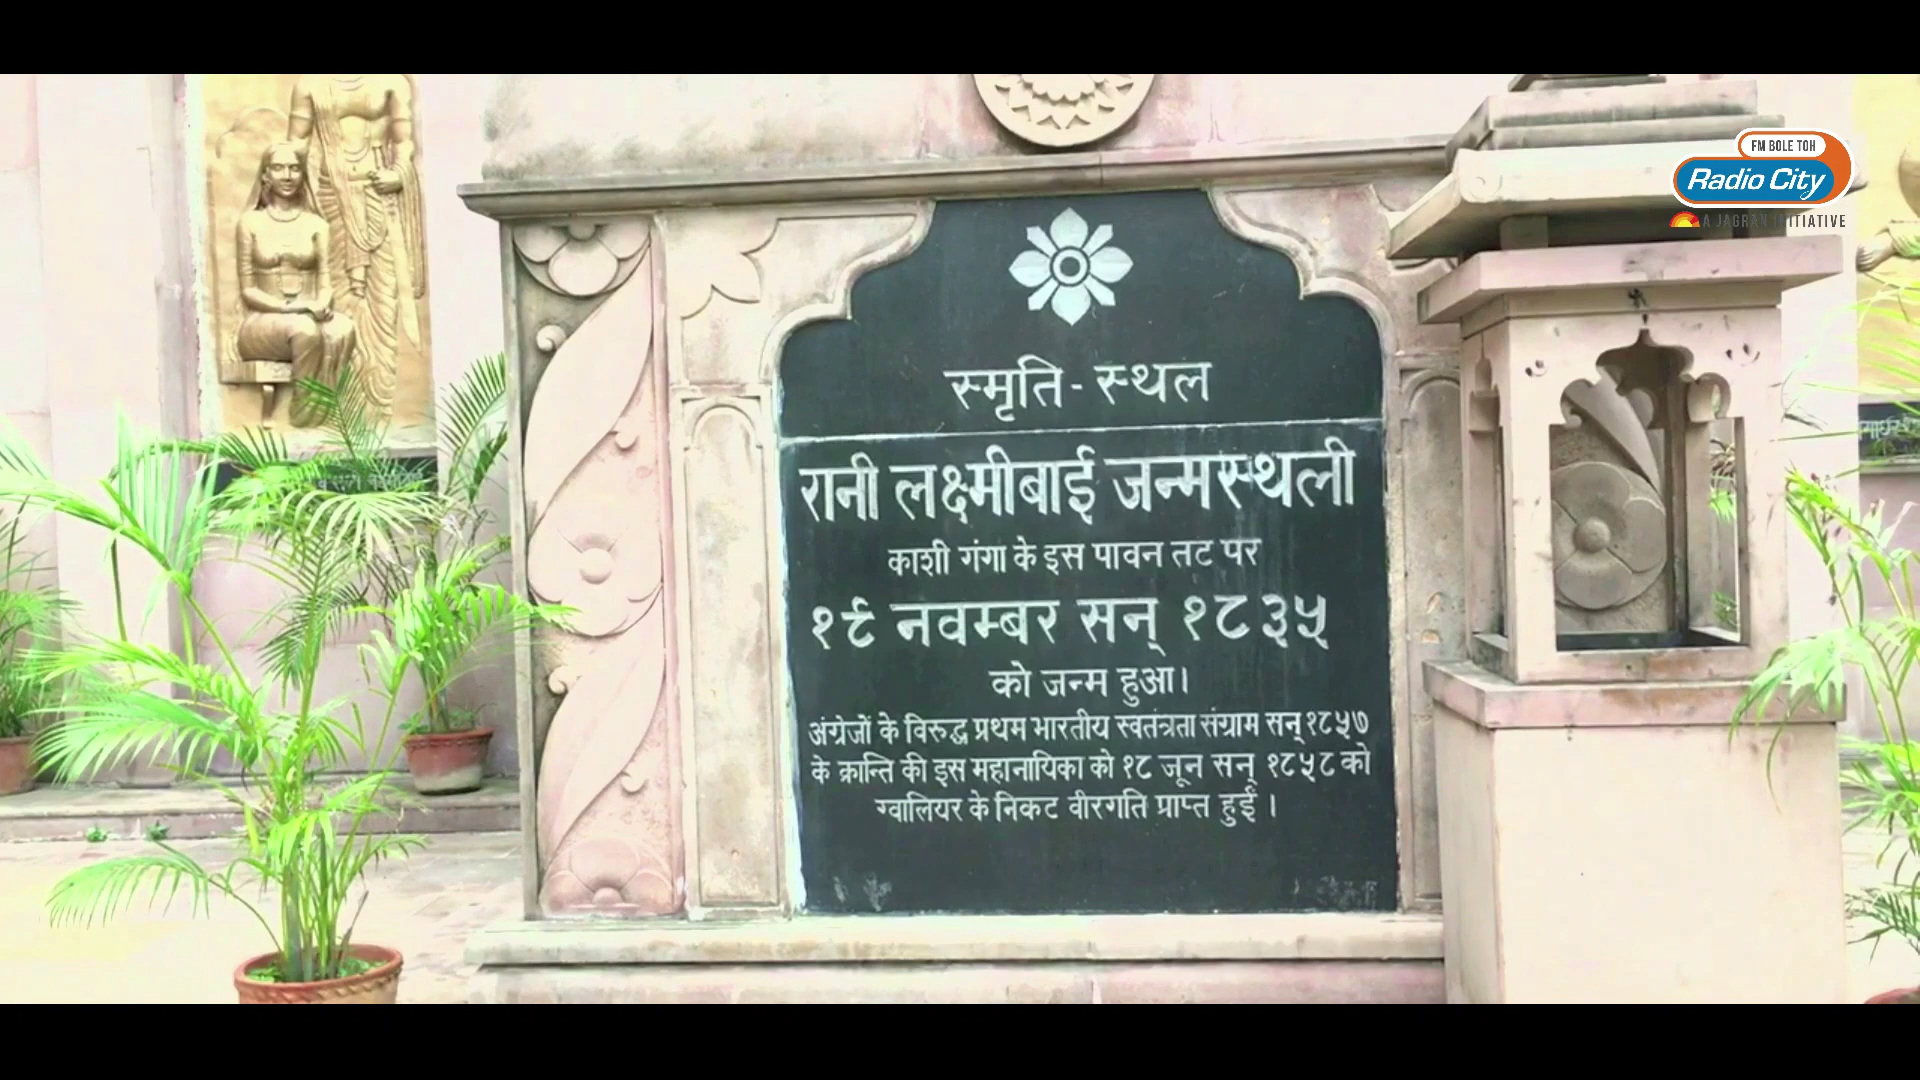 FM BOLE TOH
Radio City
A JAGRAN INITIATIVE
स्मृति - स्थल
रानी लक्ष्मीबाई जन्मस्थली
काशी गंगा के इस पावन तट पर
१९ नवम्बर सन् १८३५
को जन्म हुआ।
अंग्रेजों के विरुद्ध प्रथम भारतीय स्वतंत्रता संग्राम सन् १८५७
के क्रान्ति की इस महानायिका को १८ जून सन् १८५८ को
ग्वालियर के निकट वीरगति प्राप्त हुई ।